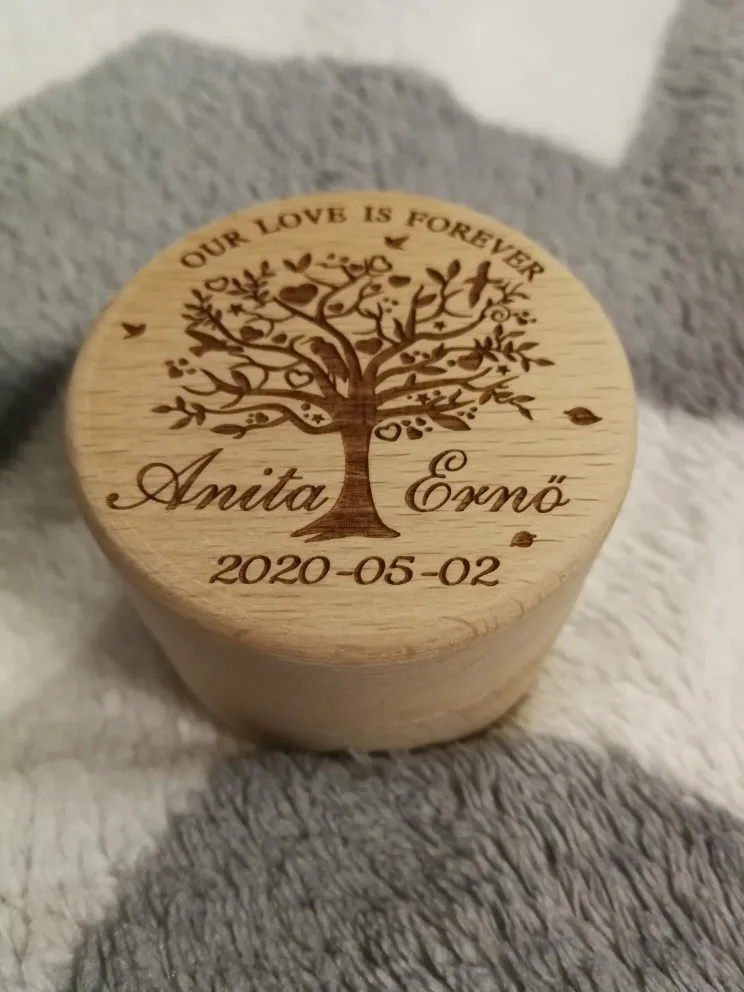 OUR LOVE IS FOREVER
Anita Ernő
2020-05-02